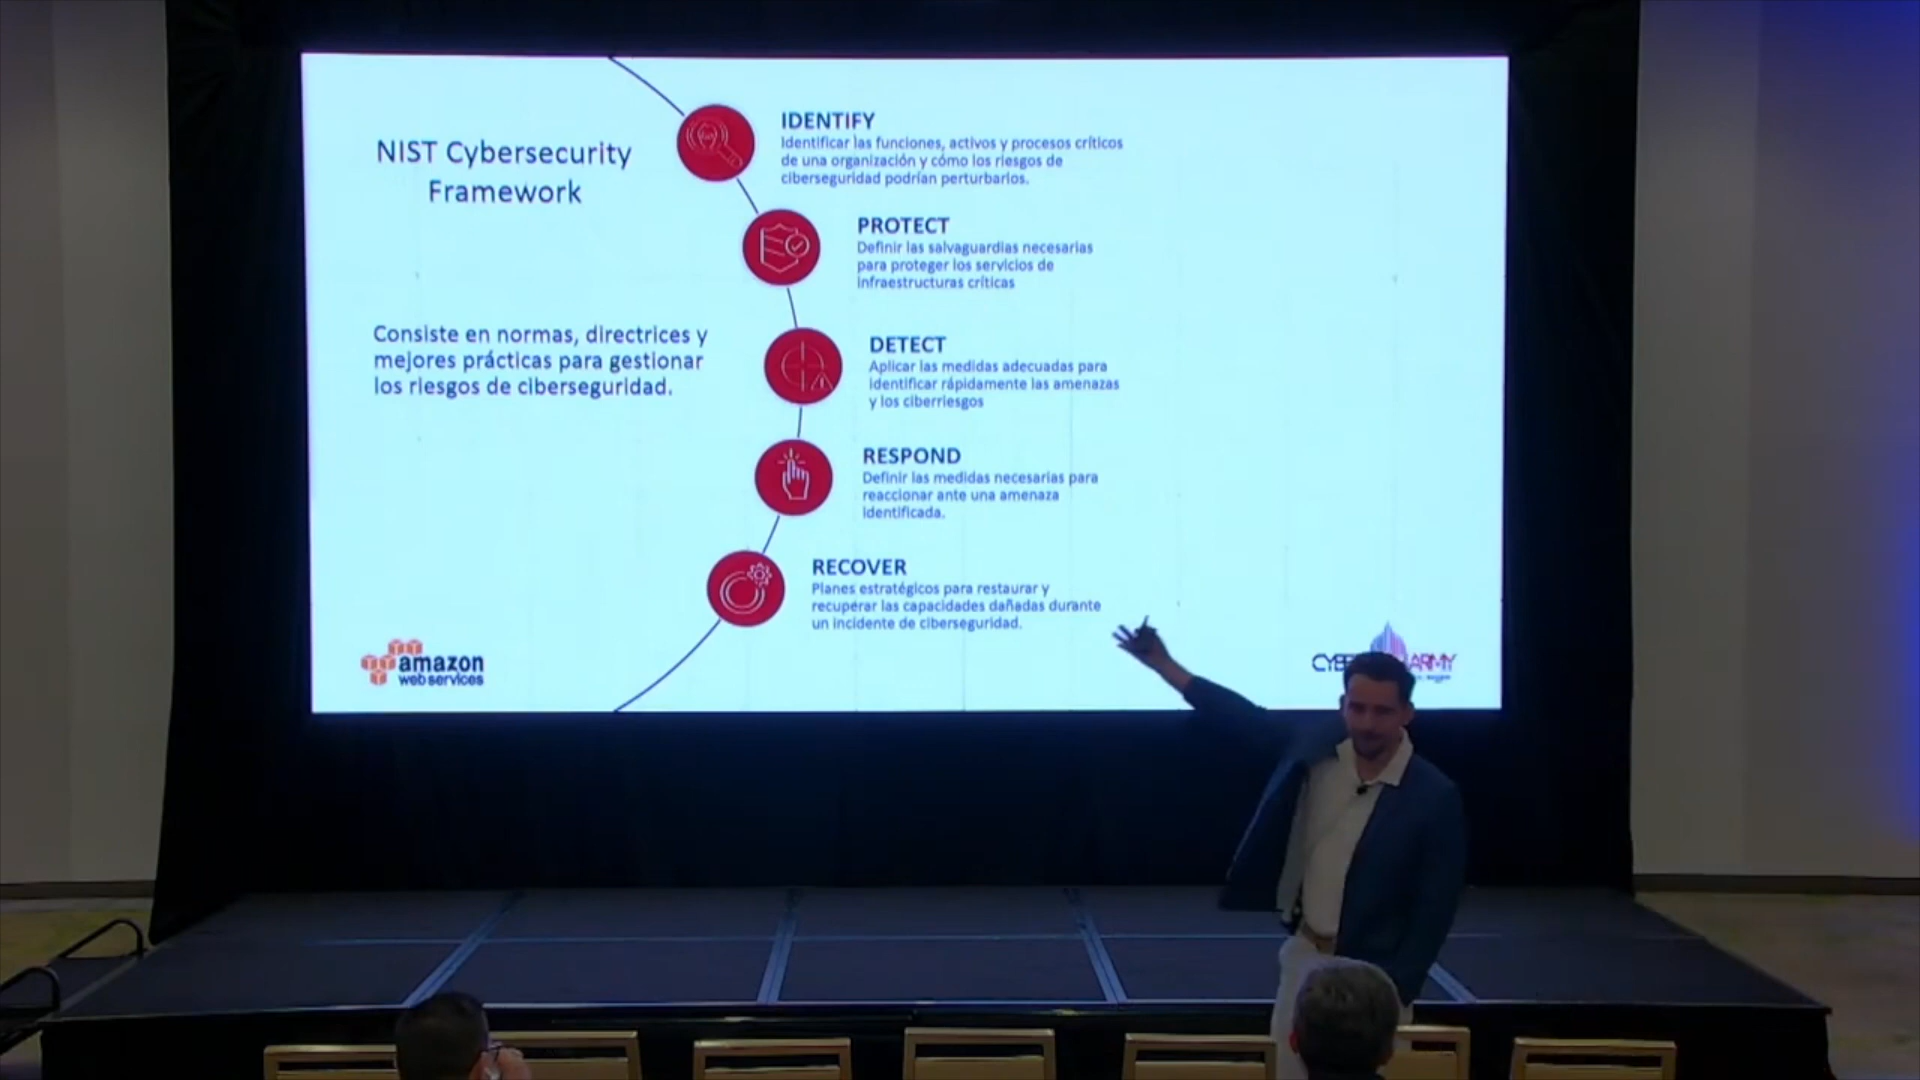 NIST Cybersecurity
Framework
Consiste en normas, directrices y
mejores prácticas para gestionar
los riesgos de ciberseguridad.
IDENTIFY
Identificar las funciones, activos y procesos críticos
de una organización y cómo los riesgos de
ciberseguridad podrían perturbarlos.
PROTECT
Definir las salvaguardias necesarias
para proteger los servicios de
infraestructuras críticas
DETECT
Aplicar las medidas adecuadas para
identificar rápidamente las amenazas
y los ciberriesgos
RESPOND
Definir las medidas necesarias para
reaccionar ante una amenaza
identificada.
RECOVER
Planes estratégicos para restaurar y
recuperar las capacidades dañadas durante
un incidente de ciberseguridad.
amazon
web services
ARMY